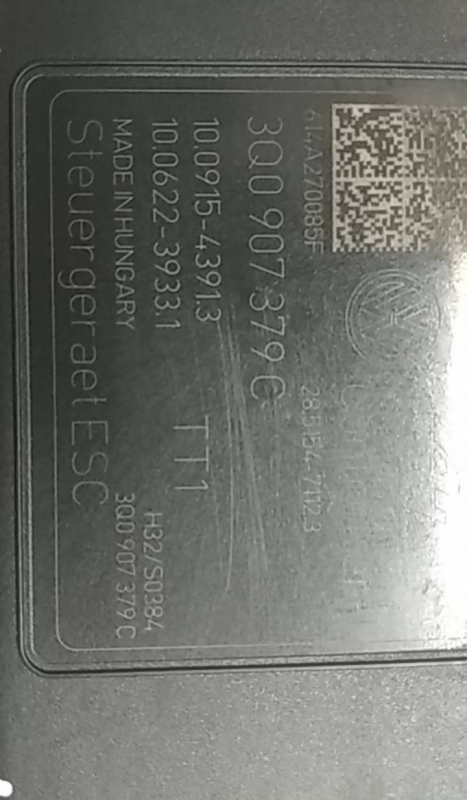 614A270085F
28.5154-7112.3
3Q0 907 379 C
10.0915-4391.3
10.0622-3933.1
TT1
H32/S0384
MADE IN HUNGARY
3Q0 907 379 C
Steuergeraet ESC